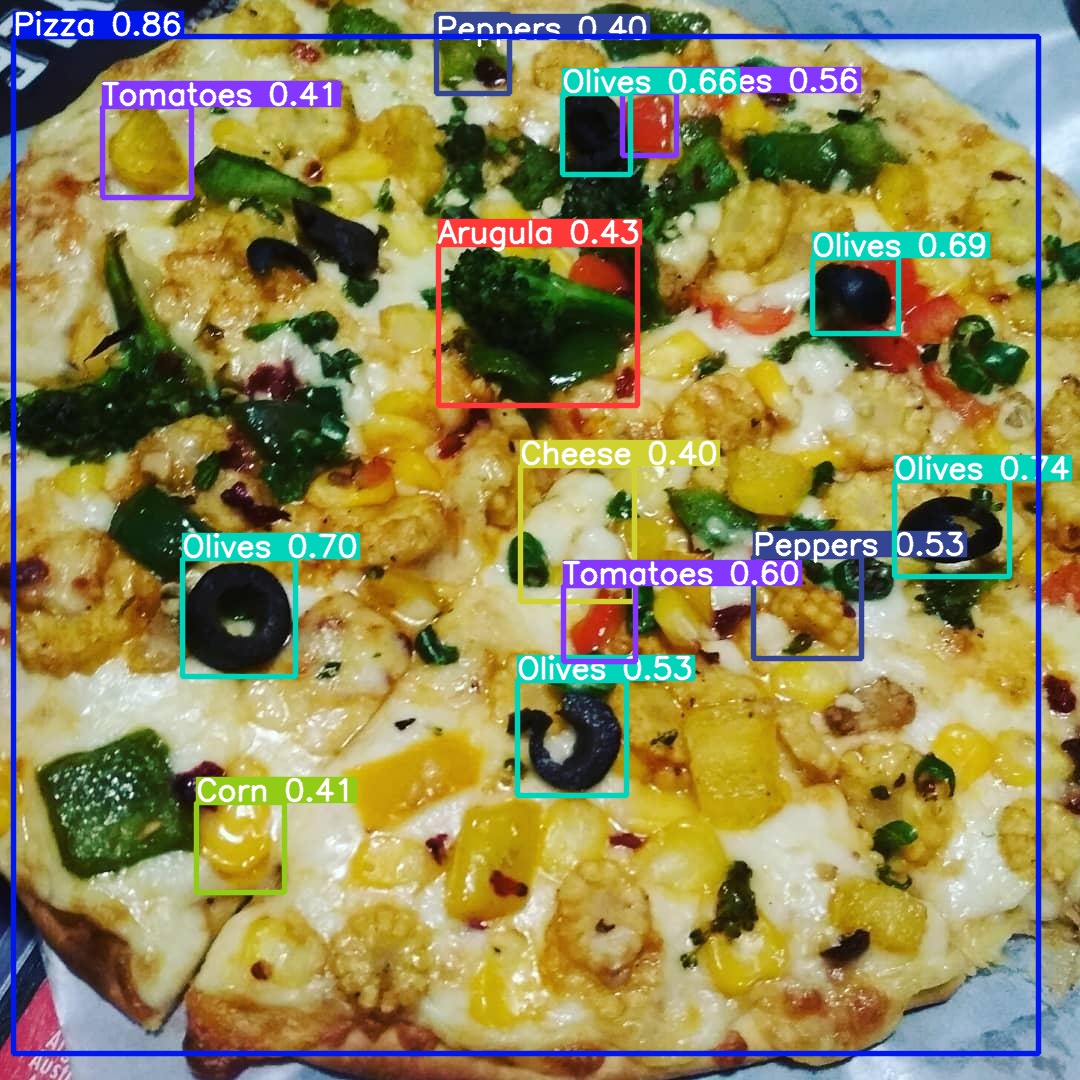 Pizza 0.86
Peppers 0.40
Tomatoes 0.41
Olives 0.66
es 0.56
Arugula 0.43
Olives 0.69
Cheese 0.40
Olives 0.74
Olives 0.70
Peppers 0.53
Tomatoes 0.60
Olives 0.53
Corn 0.41